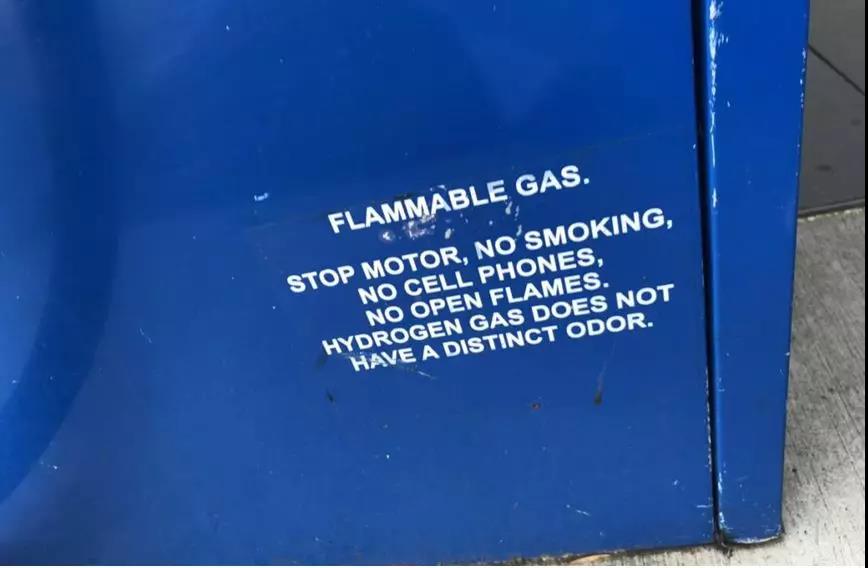 FLAMMABLE GAS.
STOP MOTOR, NO SMOKING,
NO CELL PHONES,
NO OPEN FLAMES.
HYDROGEN GAS DOES NOT
HAVE A DISTINCT ODOR.